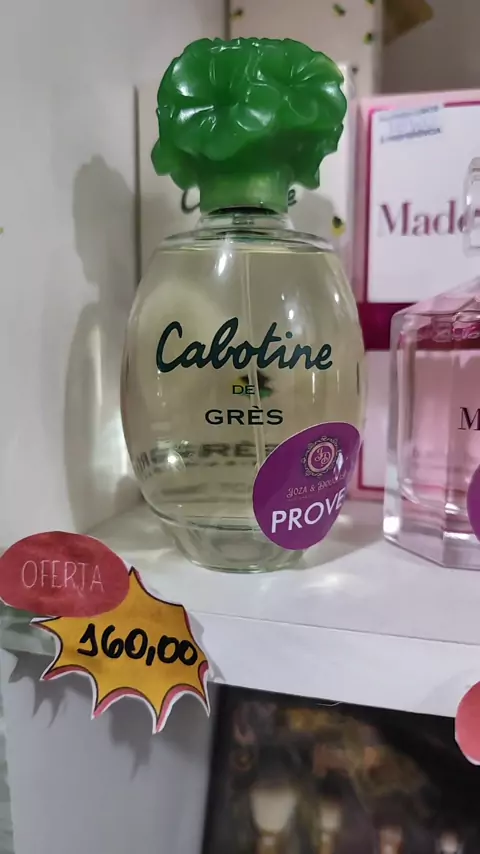 Made
Cabotine
DE
GRÈS
M
PROVE
OFERTA
160,00